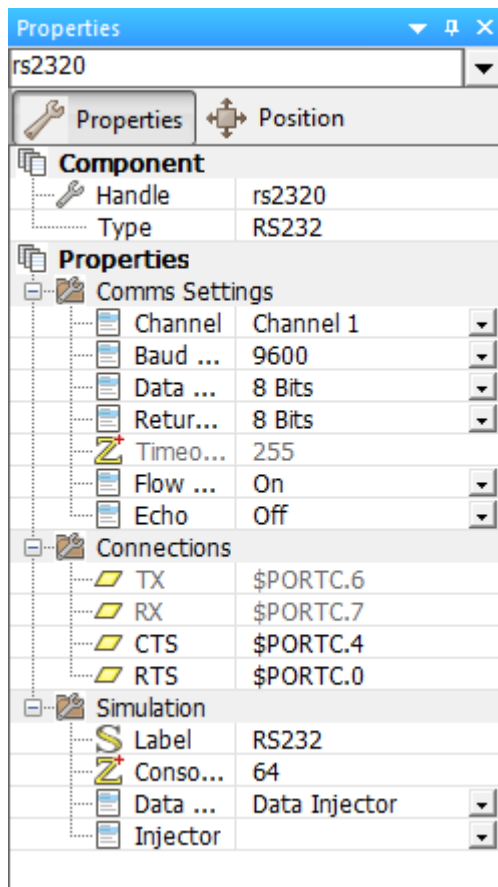 Properties
rs2320
Properties Position
Component
Handle rs2320
Type RS232
Properties
Comms Settings
Channel Channel 1
Baud ... 9600
Data ... 8 Bits
Retur... 8 Bits
Timeo... 255
Flow ... On
Echo Off
Connections
TX $PORTC.6
RX $PORTC.7
CTS $PORTC.4
RTS $PORTC.0
Simulation
Label RS232
Conso... 64
Data ... Data Injector
Injector